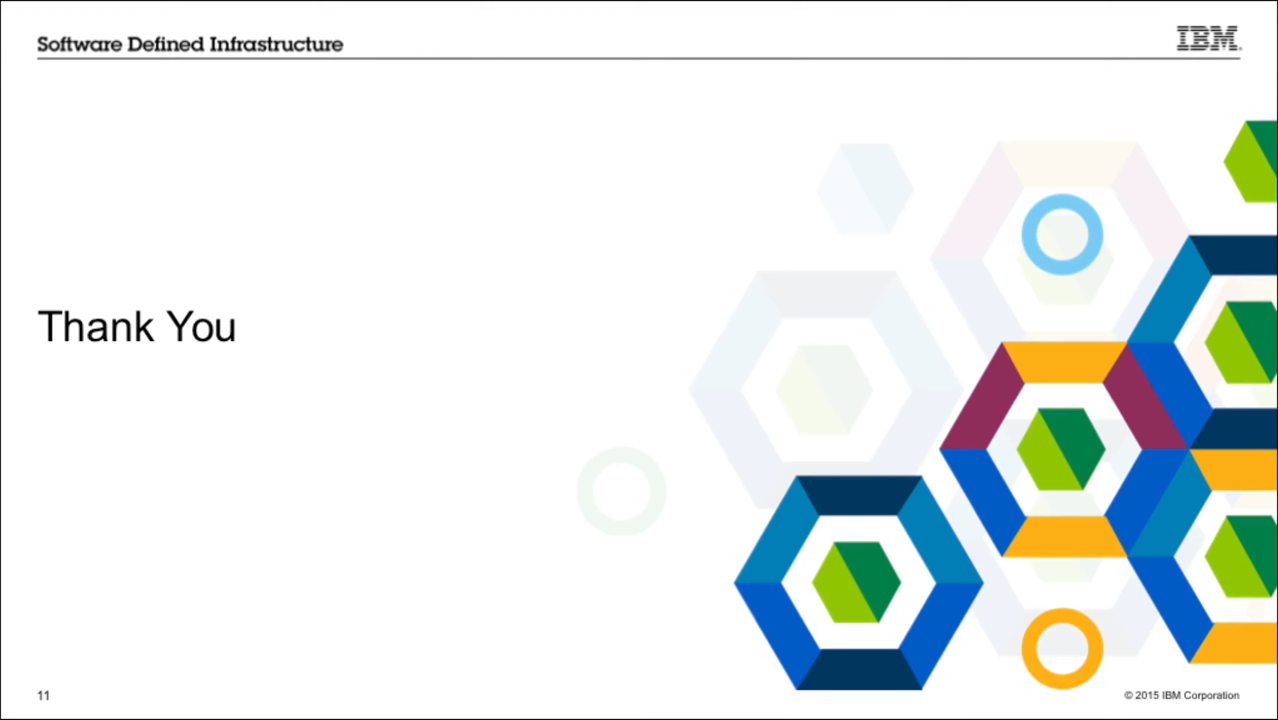 Software Defined Infrastructure
IBM
Thank You
11
© 2015 IBM Corporation